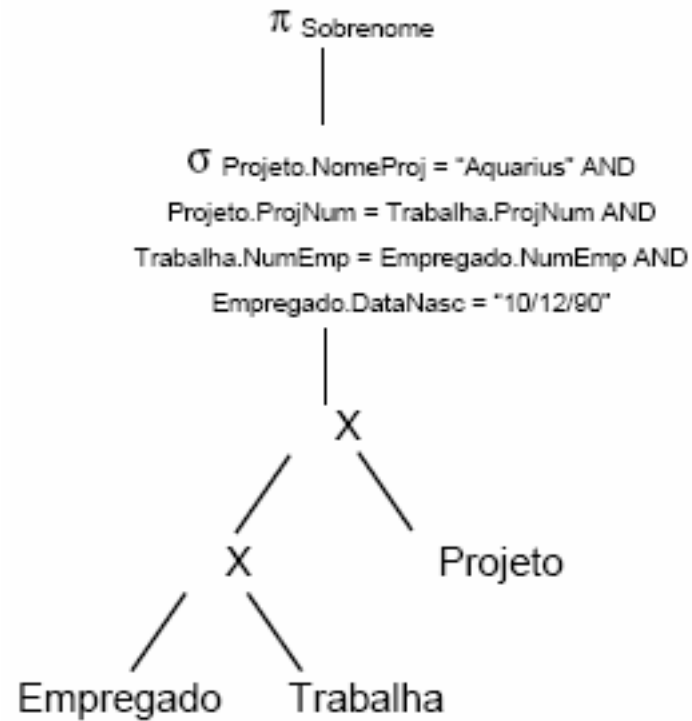 π Sobrenome
σ Projeto.NomeProj = "Aquarius" AND
Projeto.ProjNum = Trabalha.ProjNum AND
Trabalha.NumEmp = Empregado.NumEmp AND
Empregado.DataNasc = "10/12/90"
X
X Projeto
Empregado Trabalha